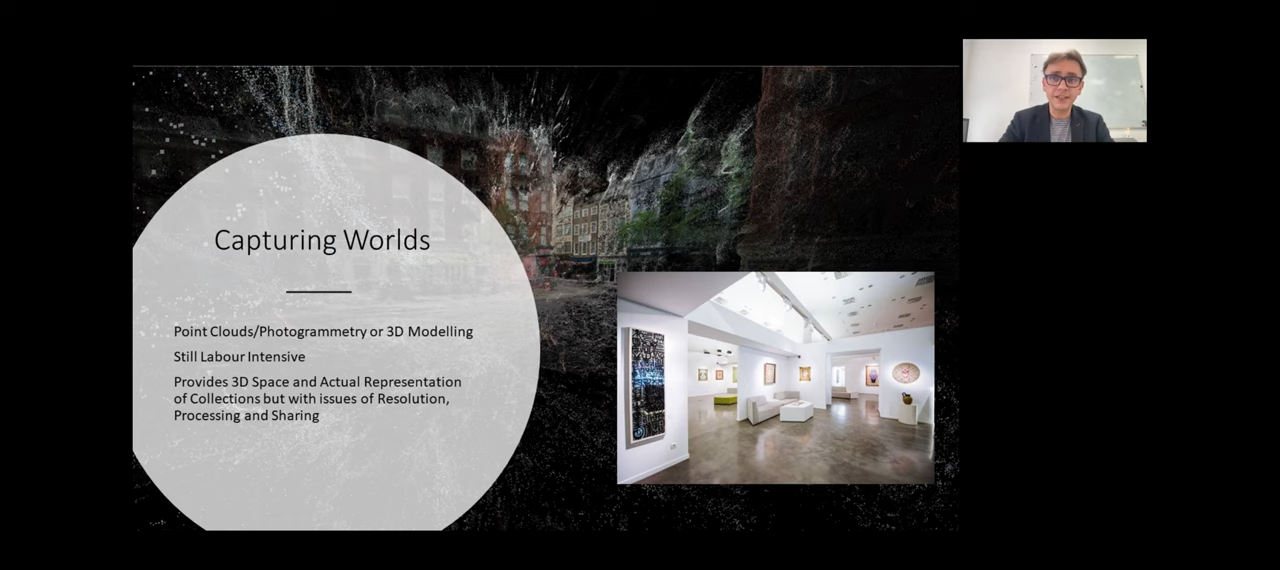 Capturing Worlds
Point Clouds/Photogrammetry or 3D Modelling
Still Labour Intensive
Provides 3D Space and Actual Representation
of Collections but with issues of Resolution,
Processing and Sharing